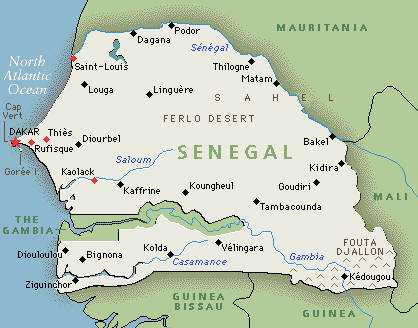 MAURITANIA
Podor
Dagana
Sénégal
North
Atlantic
Ocean
Saint-Louis
Thilogne
Matam
Louga
Linguère
SAHEL
Cap
Vert
FERLO DESERT
DAKAR
Thiès
Diourbel
Bakel
Rufisque
Gorée I.
SENEGAL
Saloum
Kaolack
Kidira
Kaffrine
Koungheul
Goudiri
MALI
Tambacounda
THE
GAMBIA
Diouloulou
Bignona
Kolda
Vélingara
Gambia
FOUTA
DJALLON
Casamance
Kédougou
Ziguinchor
GUINEA
BISSAU
GUINEA